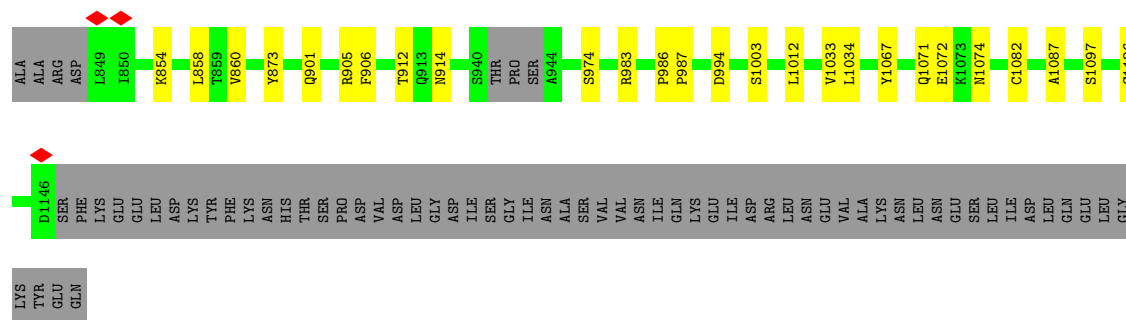 ALA ALA ARG ASP L849 I850 K854 L858 T859 V860 Y873 Q901 R905 F906 T912 Q913 N914 S940 THR PRO SER A944 S974 R983 P986 P987 D994 S1003 L1012 V1033 L1034 Y1067 Q1071 E1072 K1073 N1074 C1082 A1087 S1097
D1146 SER PHE LYS GLU GLU LEU ASP LYS TYR PHE LYS ASN HIS THR SER PRO ASP VAL ASP LEU GLY ASP ILE SER GLY ILE ASN ALA SER VAL VAL ASN ILE GLN LYS GLU ILE ASP ARG LEU ASN GLU VAL ALA LYS ASN LEU ASN GLU SER LEU ILE ASP LEU GLN GLU LEU GLY
LYS TYR GLU GLN